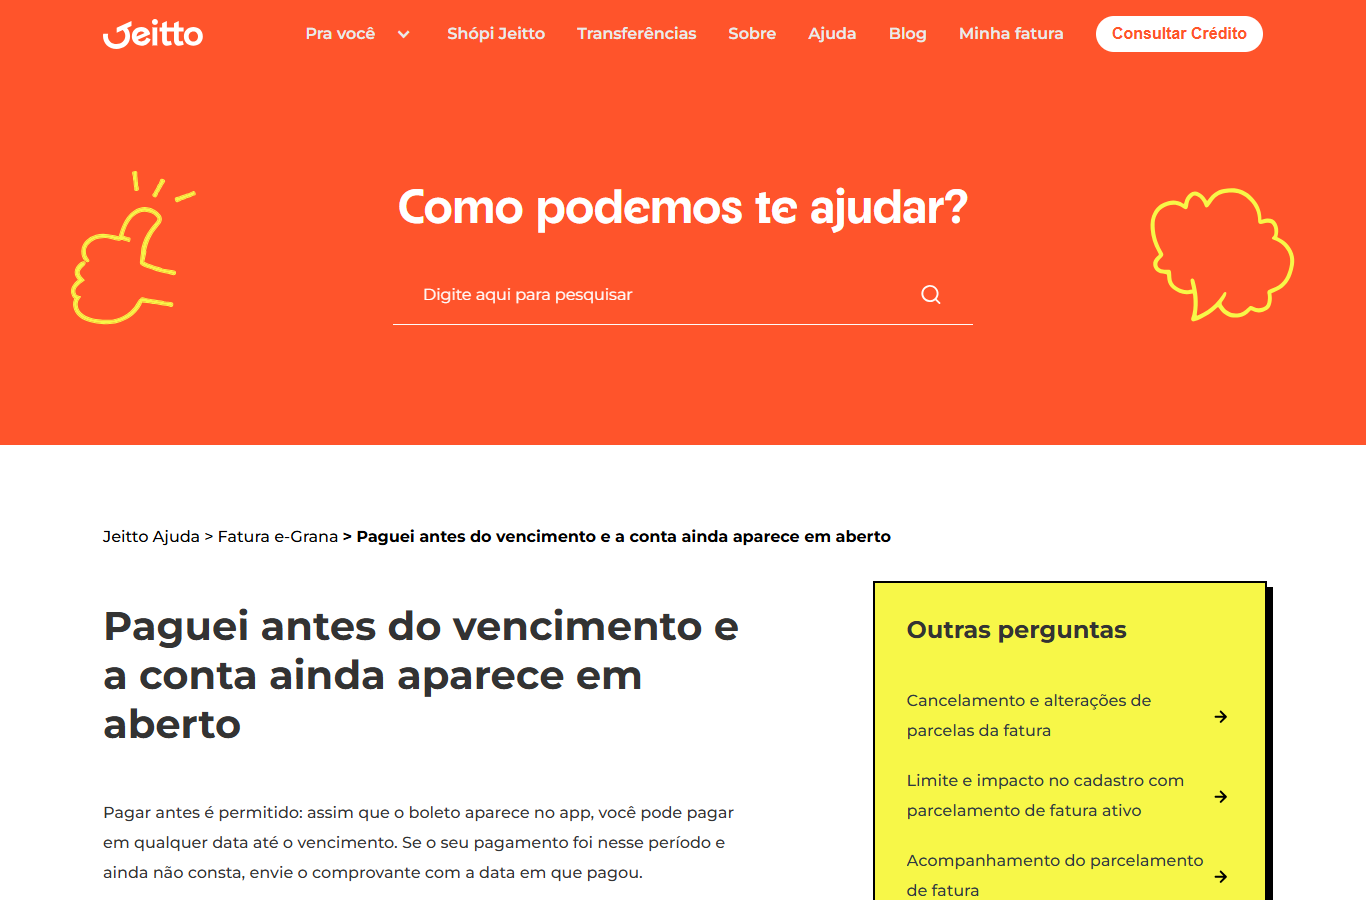 Jeitto
Pra você
Shópi Jeitto
Transferências
Sobre
Ajuda
Blog
Minha fatura
Consultar Crédito
Como podemos te ajudar?
Digite aqui para pesquisar
Jeitto Ajuda > Fatura e-Grana > Paguei antes do vencimento e a conta ainda aparece em aberto
Paguei antes do vencimento e
a conta ainda aparece em
aberto
Pagar antes é permitido: assim que o boleto aparece no app, você pode pagar
em qualquer data até o vencimento. Se o seu pagamento foi nesse período e
ainda não consta, envie o comprovante com a data em que pagou.
Outras perguntas
Cancelamento e alterações de
parcelas da fatura
Limite e impacto no cadastro com
parcelamento de fatura ativo
Acompanhamento do parcelamento
de fatura